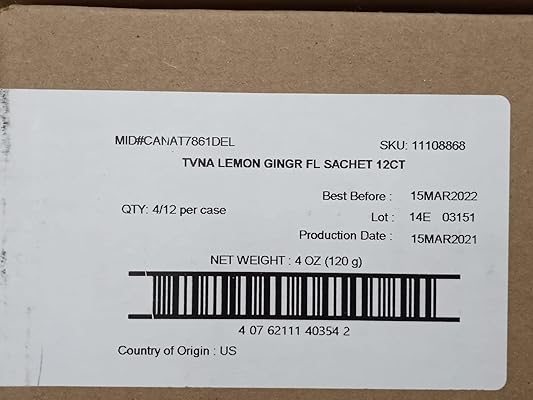 MID#CANAT7861DEL SKU: 11108868
TVNA LEMON GINGR FL SACHET 12CT
Best Before : 15MAR2022
QTY: 4/12 per case
Lot : 14E 03151
Production Date : 15MAR2021
NET WEIGHT : 4 OZ (120 g)
4 07 62111 40354 2
Country of Origin : US